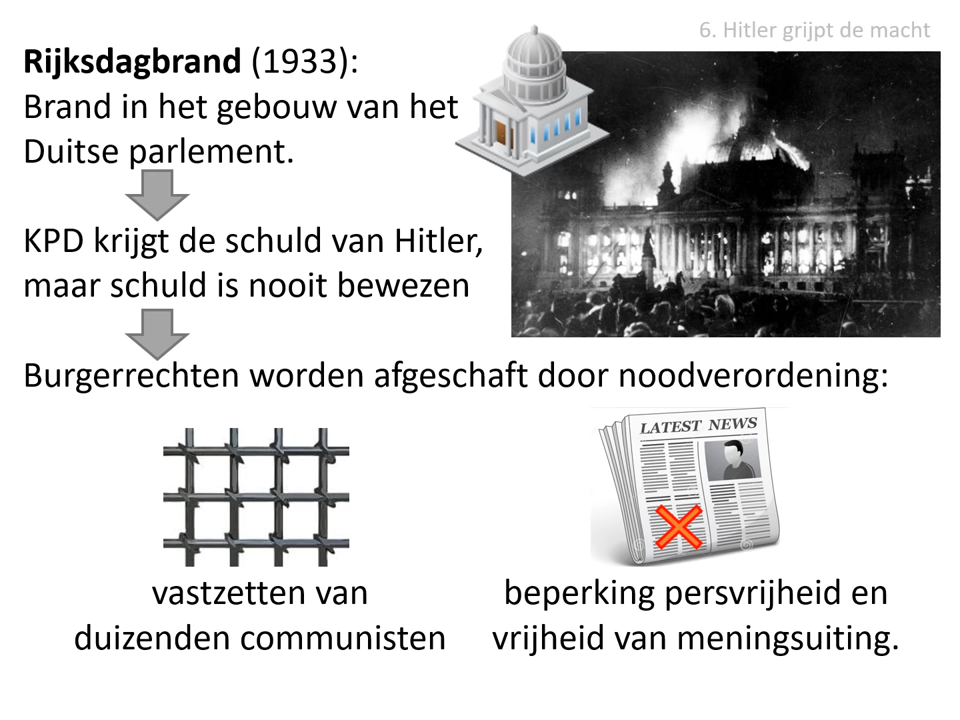 6. Hitler grijpt de macht
Rijksdagbrand (1933):
Brand in het gebouw van het
Duitse parlement.
KPD krijgt de schuld van Hitler,
maar schuld is nooit bewezen
Burgerrechten worden afgeschaft door noodverordening:
LATEST NEWS
vastzetten van
duizenden communisten
beperking persvrijheid en
vrijheid van meningsuiting.